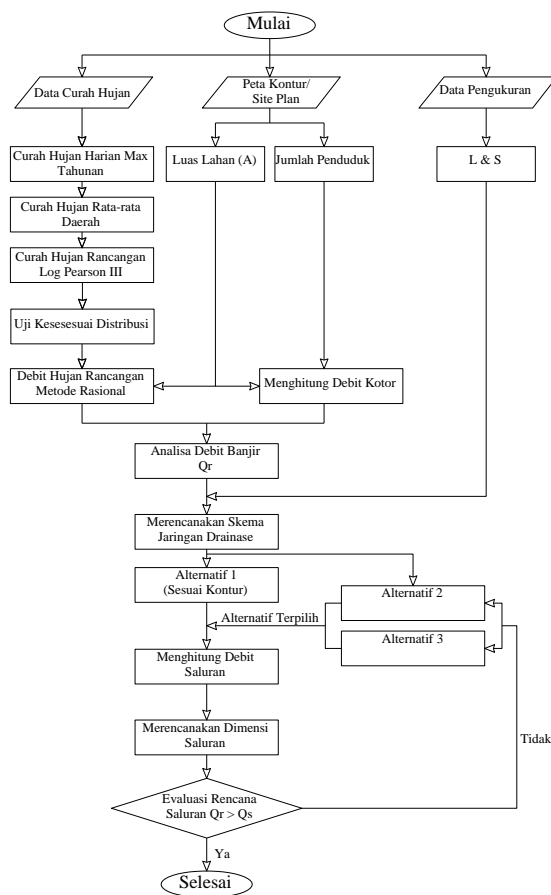 Mulai
Data Curah Hujan
Peta Kontur/
Site Plan
Data Pengukuran
Curah Hujan Harian Max
Tahunan
Luas Lahan (A)
Jumlah Penduduk
L & S
Curah Hujan Rata-rata
Daerah
Curah Hujan Rancangan
Log Pearson III
Uji Kesesesuai Distribusi
Debit Hujan Rancangan
Metode Rasional
Menghitung Debit Kotor
Analisa Debit Banjir
Qr
Merencanakan Skema
Jaringan Drainase
Alternatif 1
(Sesuai Kontur)
Alternatif 2
Alternatif Terpilih
Alternatif 3
Menghitung Debit
Saluran
Merencanakan Dimensi
Saluran
Tidak
Evaluasi Rencana
Saluran Qr > Qs
Ya
Selesai